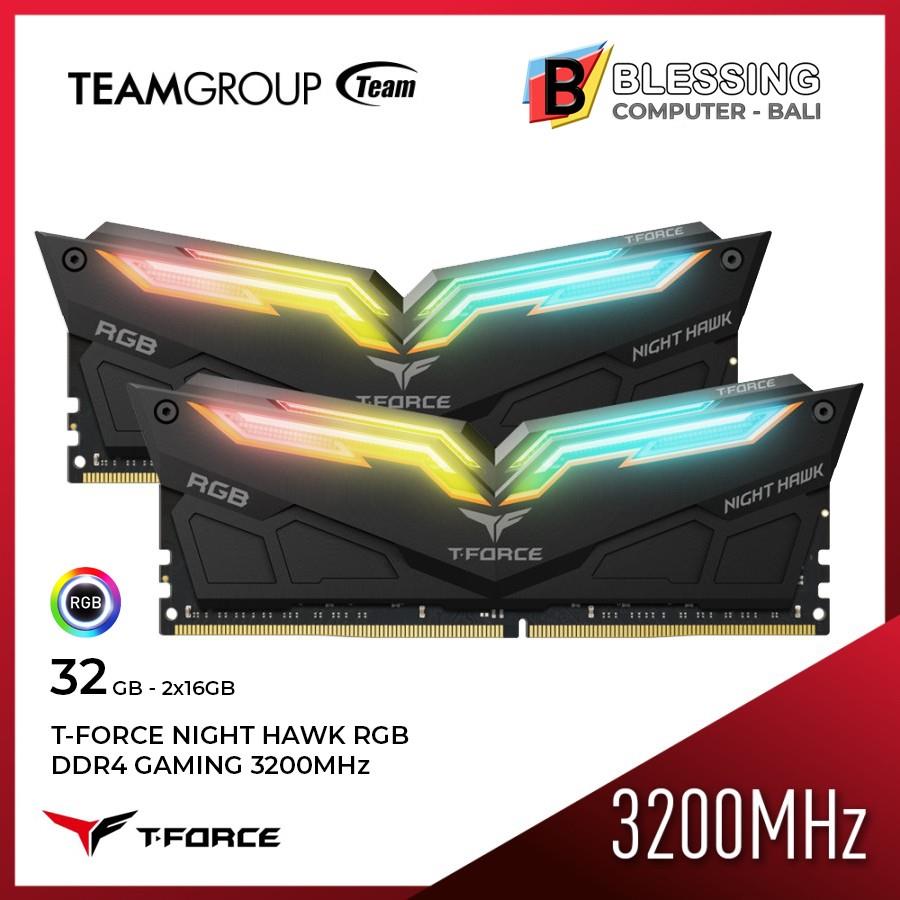 TEAMGROUP Team
B BLESSING
COMPUTER - BALI
T-FORCE
RGB
NIGHT HAWK
T-FORCE
T-FORCE
RGB
NIGHT HAWK
T-FORCE
RGB
32 GB - 2x16GB
T-FORCE NIGHT HAWK RGB
DDR4 GAMING 3200MHz
T-FORCE
3200MHz